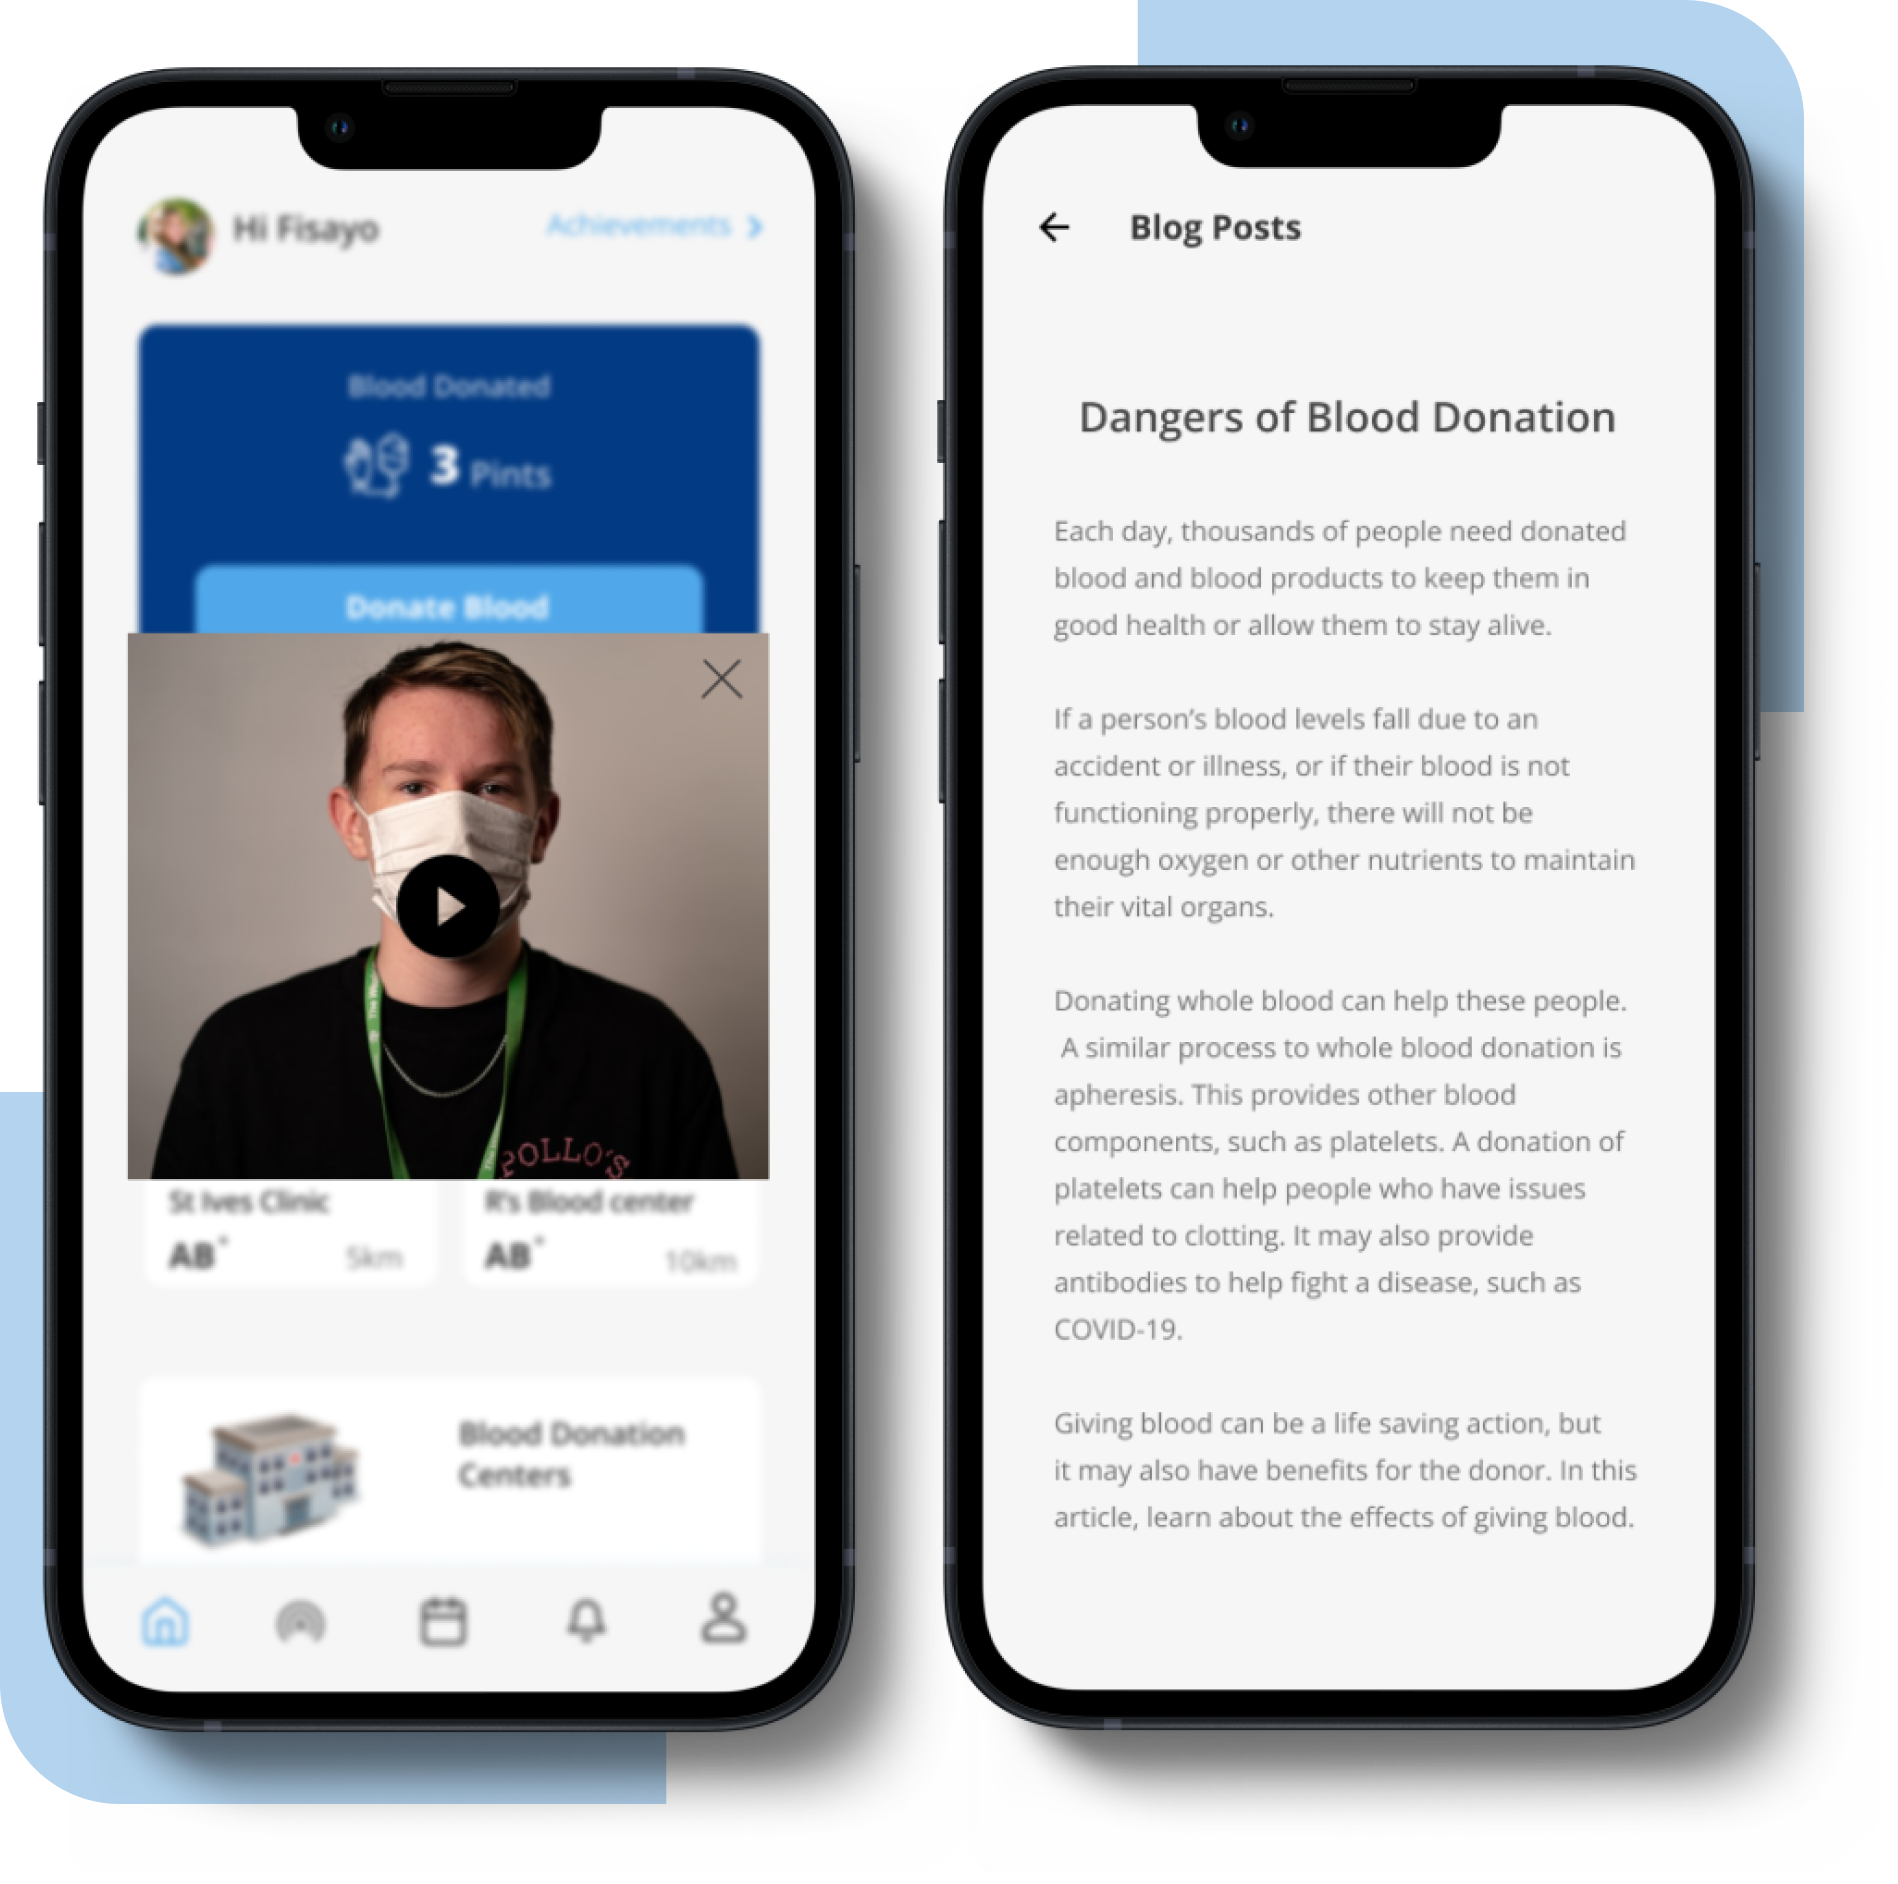 Hi Fisayo
Achievements
Blood Donated
3 Pints
Donate Blood
POLLO'S
St Ives Clinic
AB+
5km
R's Blood center
AB+
10km
Blood Donation
Centers
Blog Posts
Dangers of Blood Donation
Each day, thousands of people need donated
blood and blood products to keep them in
good health or allow them to stay alive.
If a person’s blood levels fall due to an
accident or illness, or if their blood is not
functioning properly, there will not be
enough oxygen or other nutrients to maintain
their vital organs.
Donating whole blood can help these people.
A similar process to whole blood donation is
apheresis. This provides other blood
components, such as platelets. A donation of
platelets can help people who have issues
related to clotting. It may also provide
antibodies to help fight a disease, such as
COVID-19.
Giving blood can be a life saving action, but
it may also have benefits for the donor. In this
article, learn about the effects of giving blood.